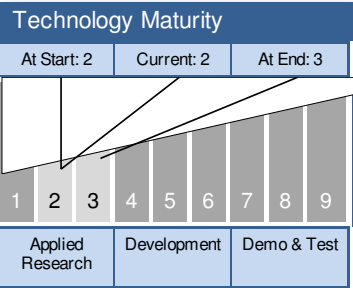 Technology Maturity
At Start: 2 Current: 2 At End: 3
1 2 3 4 5 6 7 8 9
Applied Development Demo & Test
Research